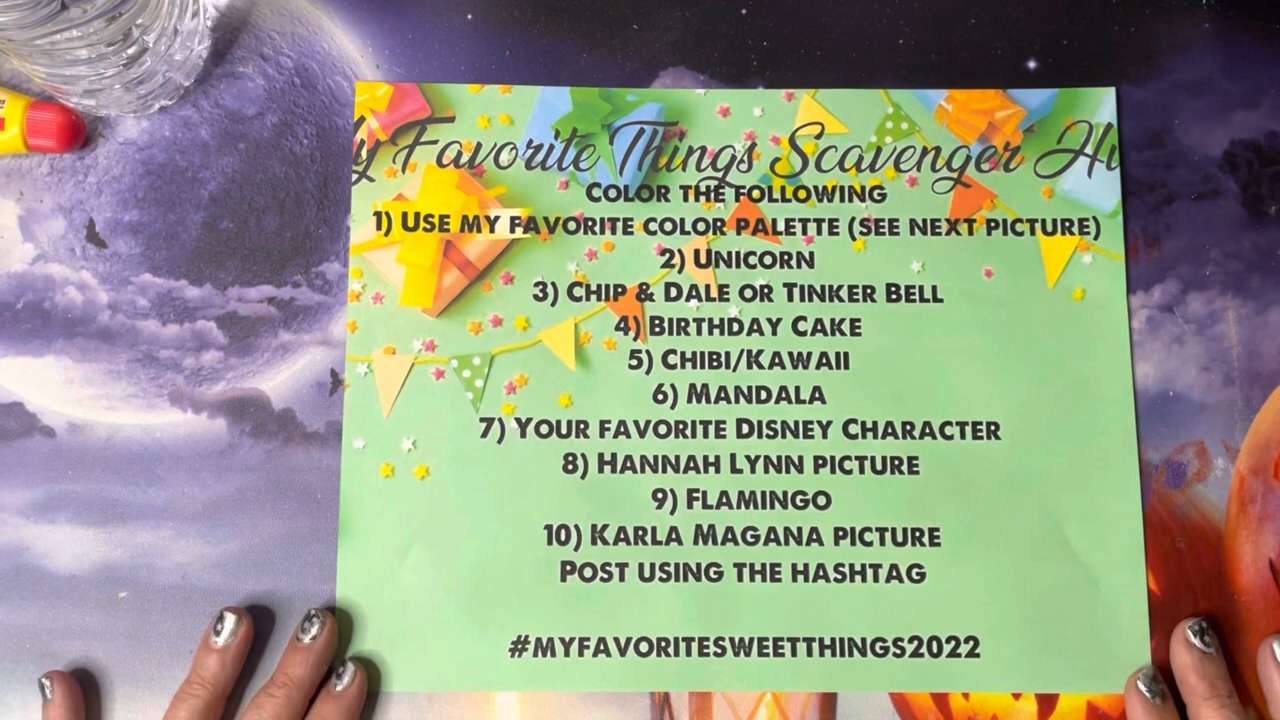 y Favorite Things Scavenger Hu
Color the following
1) Use my favorite color palette (see next picture)
2) Unicorn
3) Chip & Dale or Tinker Bell
4) Birthday Cake
5) Chibi/Kawaii
6) Mandala
7) Your favorite Disney Character
8) Hannah Lynn picture
9) Flamingo
10) Karla Magana picture
Post using the hashtag
#myfavoritesweetthings2022